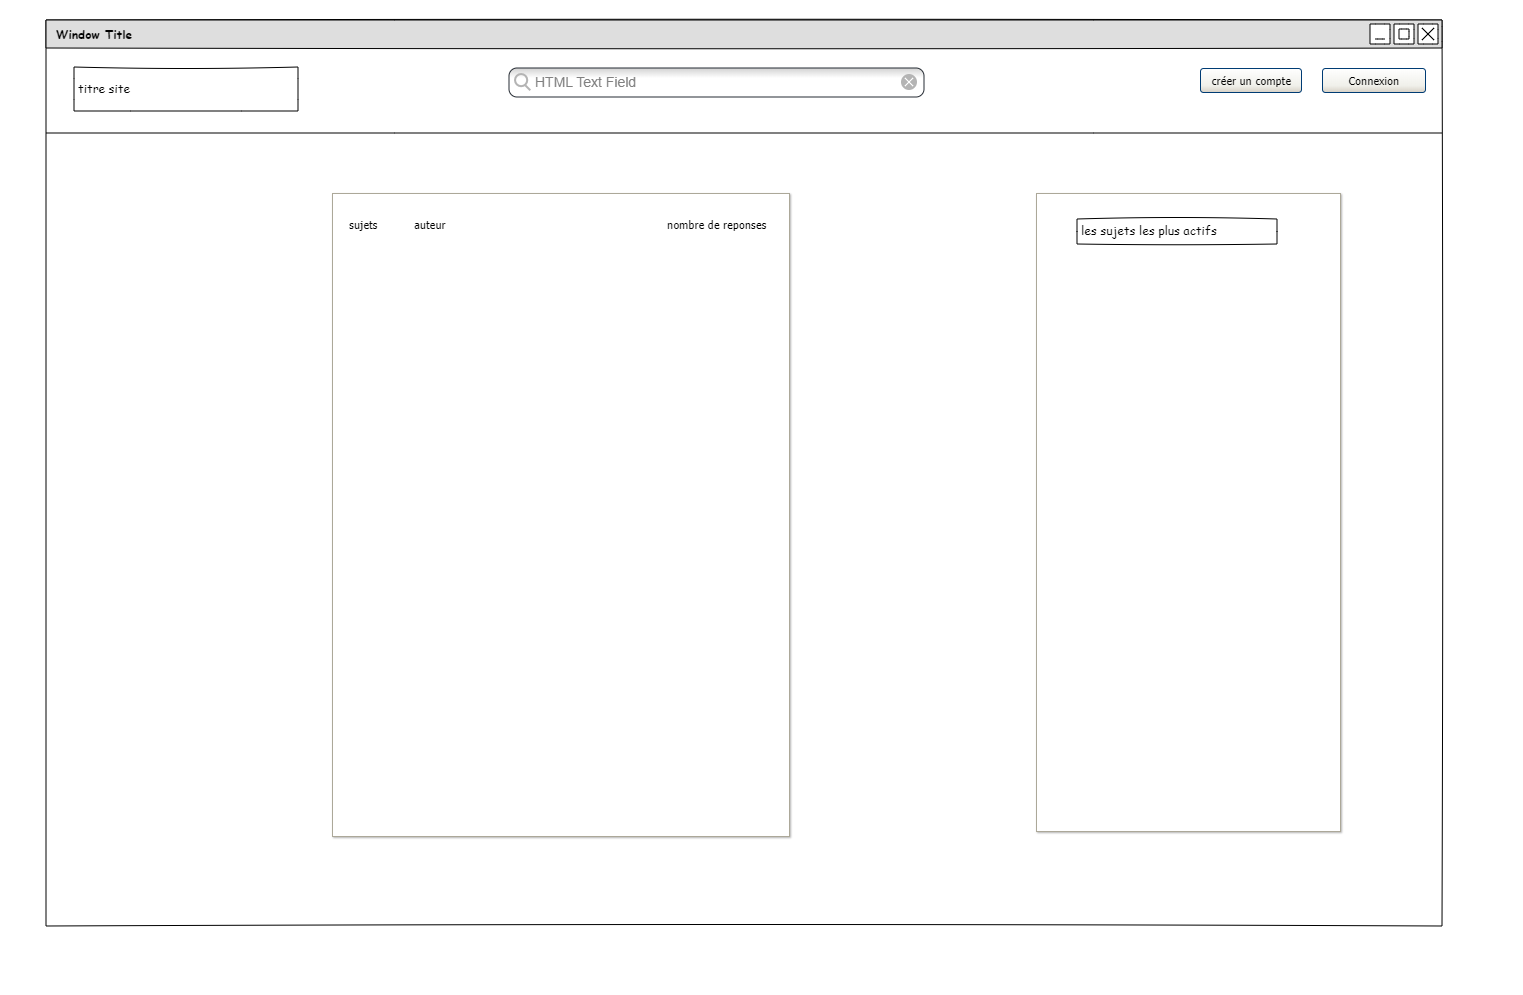 Window Title
titre site
HTML Text Field
créer un compte
Connexion
sujets auteur nombre de reponses
les sujets les plus actifs